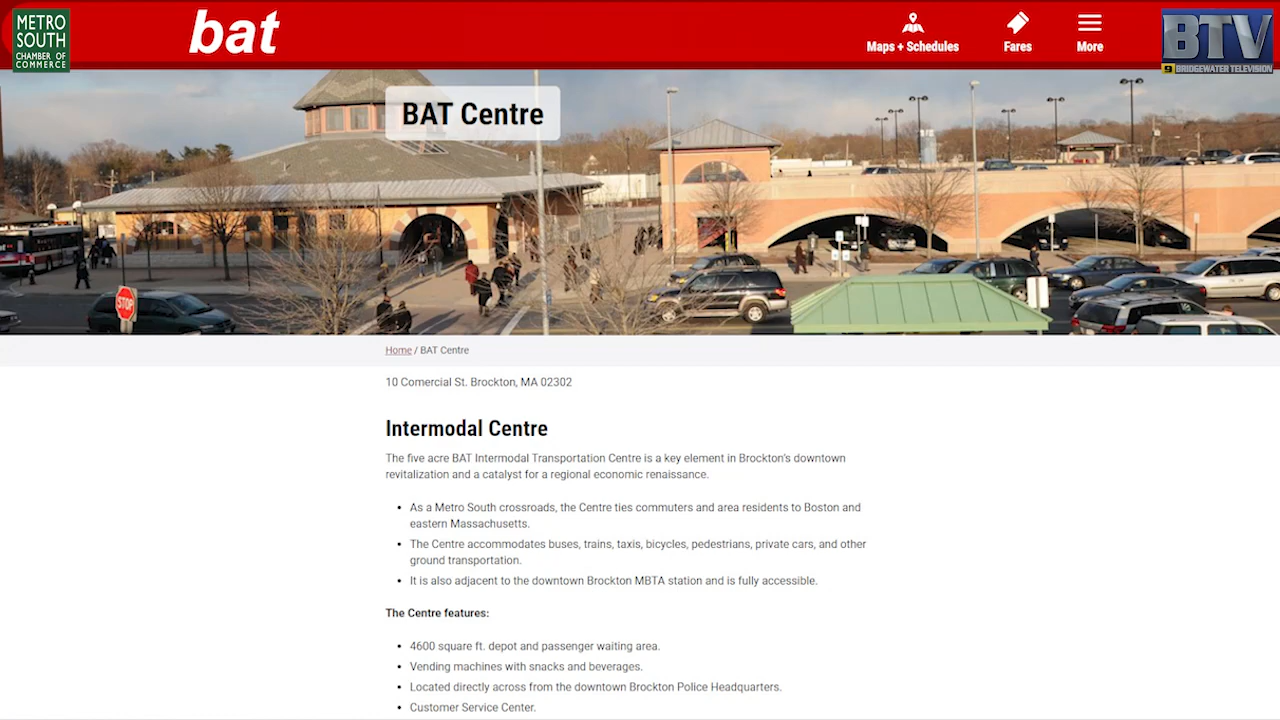 METRO
SOUTH
CHAMBER OF
COMMERCE
bat
Maps + Schedules
Fares
More
BTV
9 BRIDGEWATER TELEVISION
BAT Centre
STOP
Home / BAT Centre
10 Comercial St. Brockton, MA 02302
Intermodal Centre
The five acre BAT Intermodal Transportation Centre is a key element in Brockton's downtown
revitalization and a catalyst for a regional economic renaissance.
• As a Metro South crossroads, the Centre ties commuters and area residents to Boston and
eastern Massachusetts.
• The Centre accommodates buses, trains, taxis, bicycles, pedestrians, private cars, and other
ground transportation.
• It is also adjacent to the downtown Brockton MBTA station and is fully accessible.
The Centre features:
• 4600 square ft. depot and passenger waiting area.
• Vending machines with snacks and beverages.
• Located directly across from the downtown Brockton Police Headquarters.
• Customer Service Center.